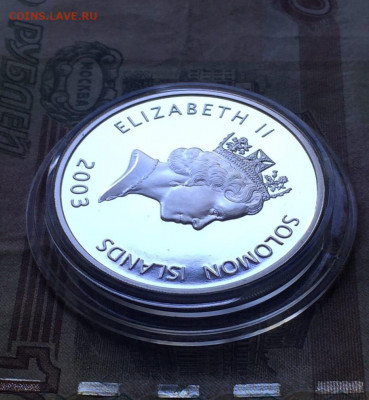 COINS.LAVE.RU
РУБЛЕЙ
МОСКВА
ELIZABETH II
SOLOMON ISLANDS
2003